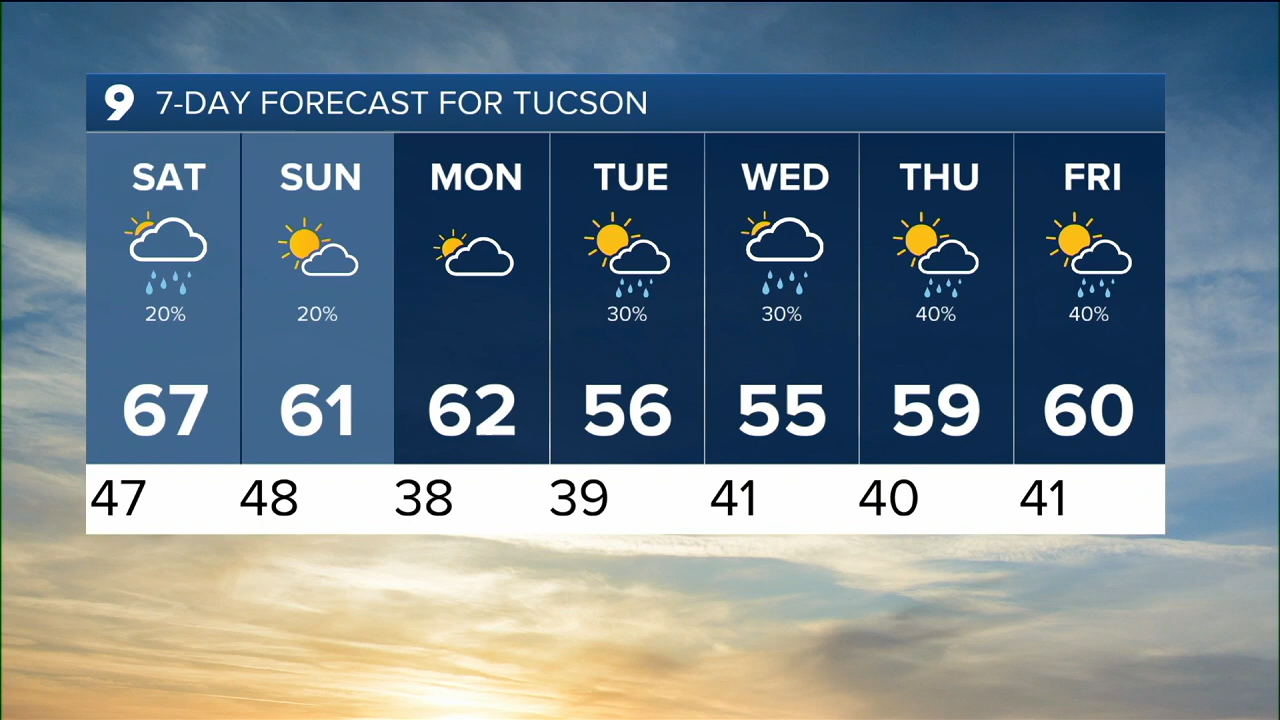 9 7-DAY FORECAST FOR TUCSON
SAT SUN MON TUE WED THU FRI
20% 20% 30% 30% 40% 40%
67 61 62 56 55 59 60
47 48 38 39 41 40 41